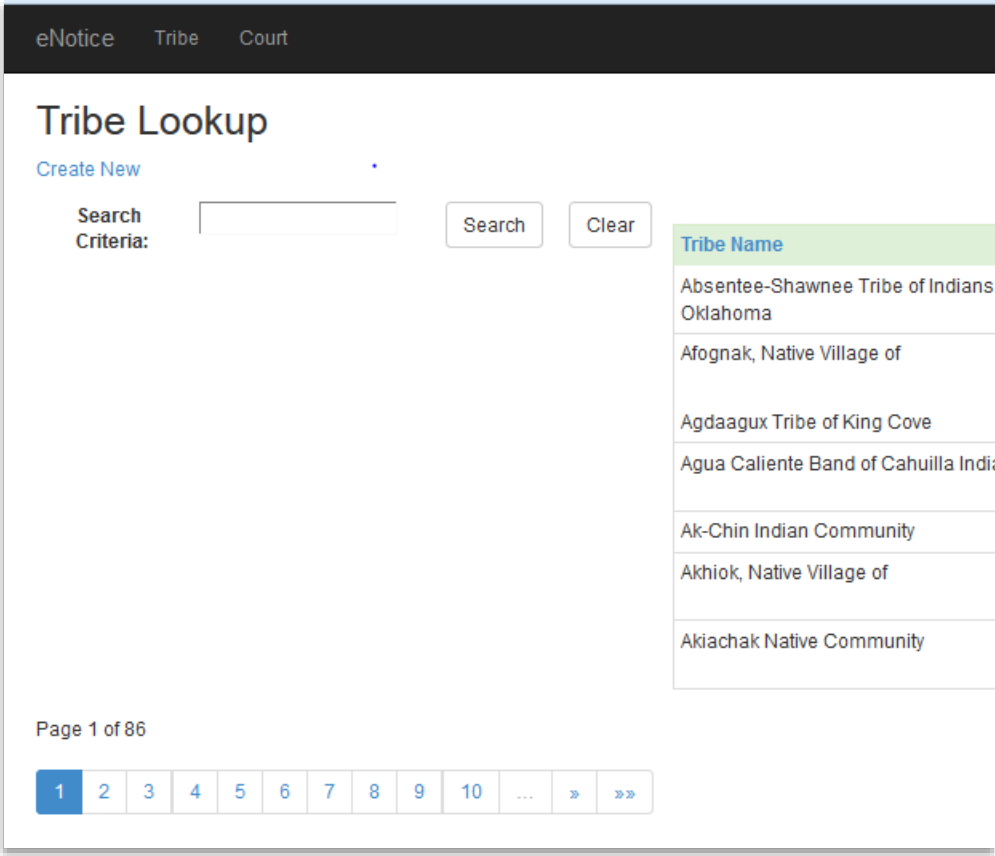 eNotice Tribe Court
Tribe Lookup
Create New
Search
Criteria:
Search Clear
Tribe Name
Absentee-Shawnee Tribe of Indians
Oklahoma
Afognak, Native Village of
Agdaagux Tribe of King Cove
Agua Caliente Band of Cahuilla India
Ak-Chin Indian Community
Akhiok, Native Village of
Akiachak Native Community
Page 1 of 86
1 2 3 4 5 6 7 8 9 10 ... » »»